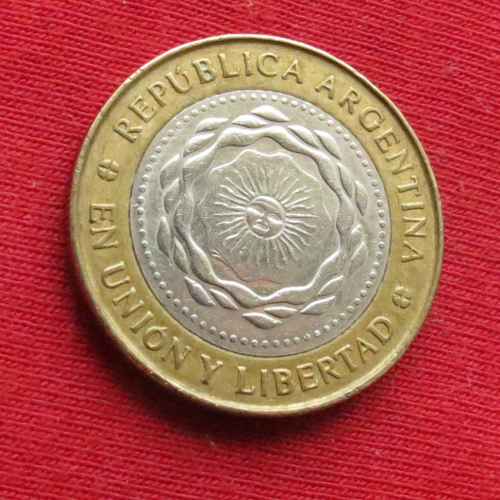 REPÚBLICA ARGENTINA
EN UNIÓN Y LIBERTAD